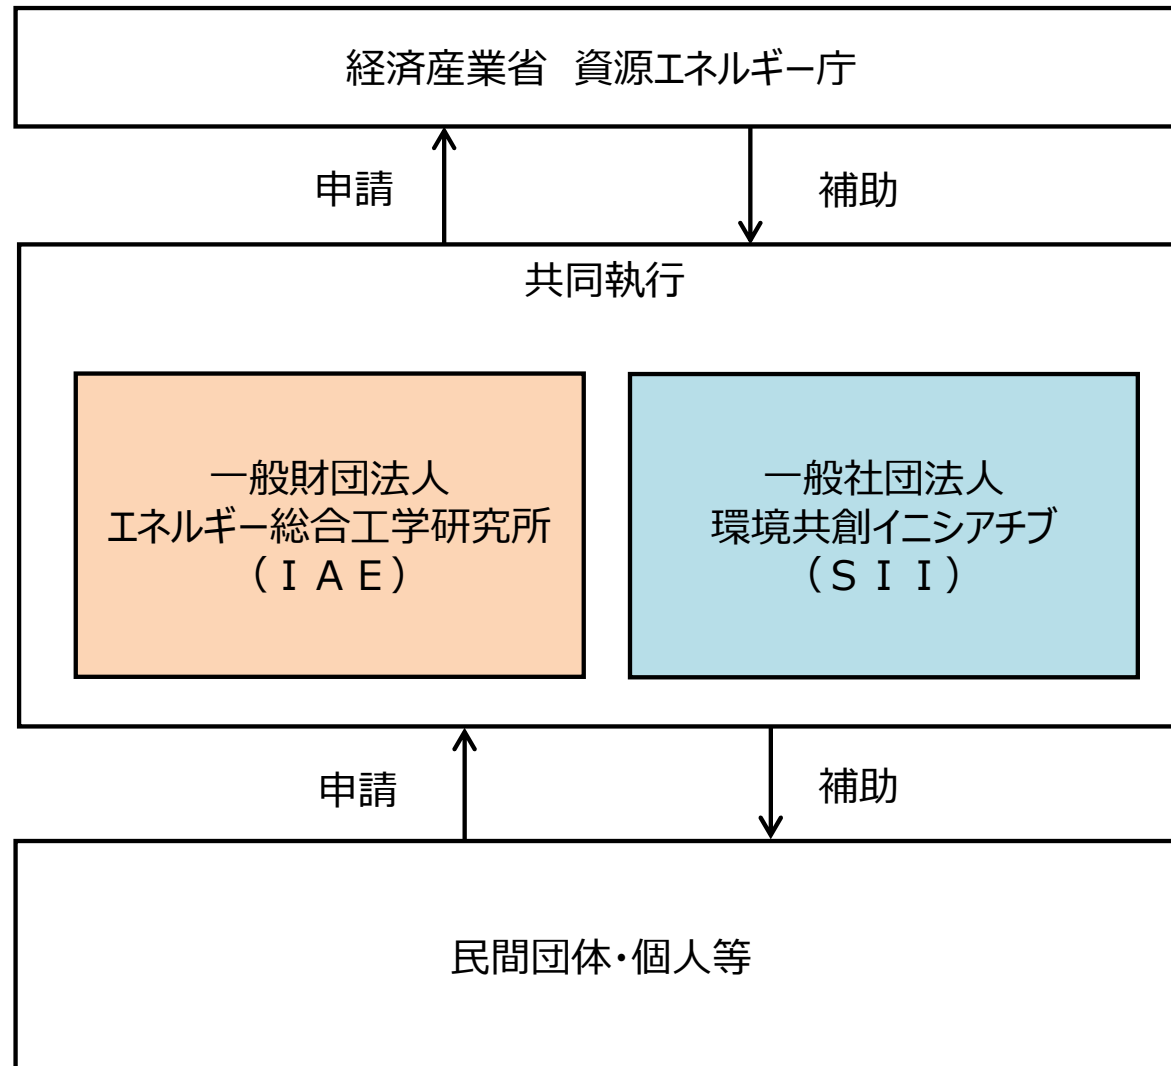 経済産業省　資源エネルギー庁
申請
補助
共同執行
一般財団法人
エネルギー総合工学研究所
（ＩＡＥ）
一般社団法人
環境共創イニシアチブ
（ＳＩＩ）
申請
補助
民間団体・個人等